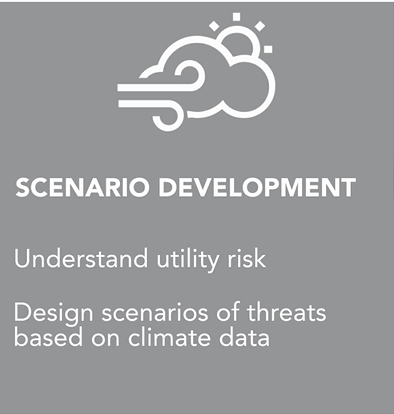 SCENARIO DEVELOPMENT
Understand utility risk
Design scenarios of threats
based on climate data